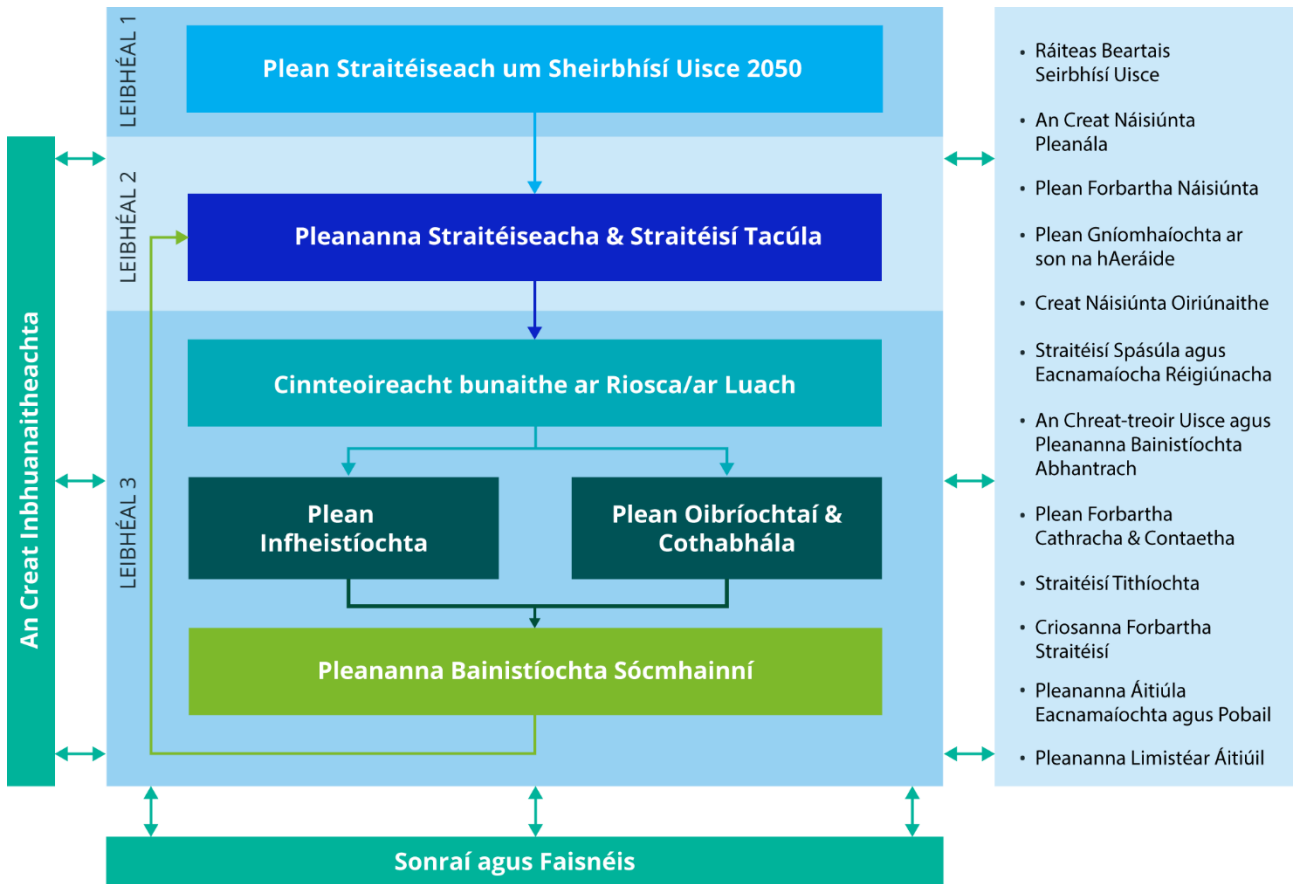 LEIBHÉAL 1
Plean Straitéiseach um Sheirbhísí Uisce 2050
LEIBHÉAL 2
Pleananna Straitéiseacha & Straitéisí Tacúla
LEIBHÉAL 3
Cinnteoireacht bunaithe ar Riosca/ar Luach
Plean
Infheistíochta
Plean Oibríochtaí &
Cothabhála
Pleananna Bainistíochta Sócmhainní
An Creat Inbhuanaitheachta
Sonraí agus Faisnéis
• Ráiteas Beartais
Seirbhísí Uisce
• An Creat Náisiúnta
Pleanála
• Plean Forbartha Náisiúnta
• Plean Gníomhaíochta ar
son na hAeráide
• Creat Náisiúnta Oiriúnaithe
• Straitéisí Spásúla agus
Eacnamaíocha Réigiúnacha
• An Chreat-treoir Uisce agus
Pleananna Bainistíochta
Abhantrach
• Plean Forbartha
Cathracha & Contaetha
• Straitéisí Tithíochta
• Criosanna Forbartha
Straitéisí
• Pleananna Áitiúla
Eacnamaíochta agus Pobail
• Pleananna Limistéar Áitiúil